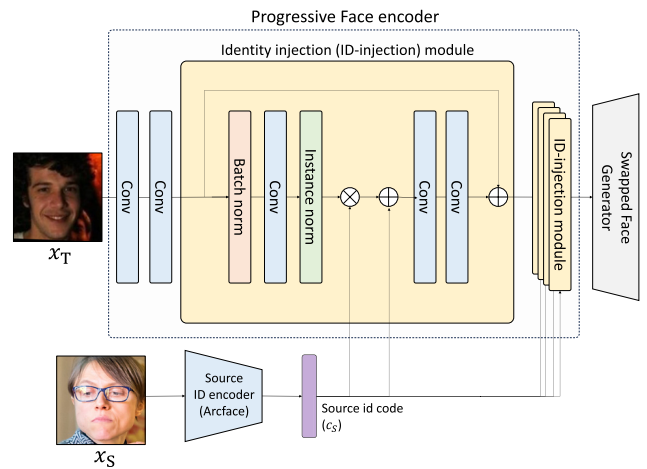 Progressive Face encoder
Identity injection (ID-injection) module
Conv
Conv
Batch norm
Conv
Instance norm
Conv
Conv
ID-injection module
Swapped Face
Generator
x_T
Source
ID encoder
(Arcface)
Source id code
(c_S)
x_S